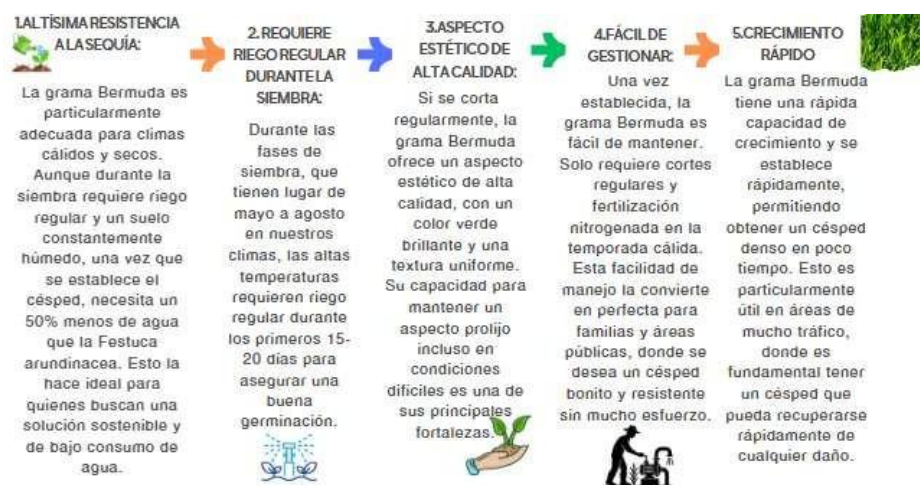 1.ALTÍSIMA RESISTENCIA
A LA SEQUÍA:
La grama Bermuda es
particularmente
adecuada para climas
cálidos y secos.
Aunque durante la
siembra requiere riego
regular y un suelo
constantemente
húmedo, una vez que
se establece el
césped, necesita un
50% menos de agua
que la Festuca
arundinacea. Esto la
hace ideal para
quienes buscan una
solución sostenible y
de bajo consumo de
agua.
2. REQUIERE
RIEGO REGULAR
DURANTE LA
SIEMBRA:
Durante las
fases de
siembra, que
tienen lugar de
mayo a agosto
en nuestros
climas, las altas
temperaturas
requieren riego
regular durante
los primeros 15-
20 días para
asegurar una
buena
germinación.
3.ASPECTO
ESTÉTICO DE
ALTA CALIDAD:
Si se corta
regularmente, la
grama Bermuda
ofrece un aspecto
estético de alta
calidad, con un
color verde
brillante y una
textura uniforme.
Su capacidad para
mantener un
aspecto prolijo
incluso en
condiciones
difíciles es una de
sus principales
fortalezas.
4.FÁCIL DE
GESTIONAR:
Una vez
establecida, la
grama Bermuda es
fácil de mantener.
Solo requiere cortes
regulares y
fertilización
nitrogenada en la
temporada cálida.
Esta facilidad de
manejo la convierte
en perfecta para
familias y áreas
públicas, donde se
desea un césped
bonito y resistente
sin mucho esfuerzo.
5.CRECIMIENTO
RÁPIDO
La grama Bermuda
tiene una rápida
capacidad de
crecimiento y se
establece
rápidamente,
permitiendo
obtener un césped
denso en poco
tiempo. Esto es
particularmente
útil en áreas de
mucho tráfico,
donde es
fundamental tener
un césped que
pueda recuperarse
rápidamente de
cualquier daño.